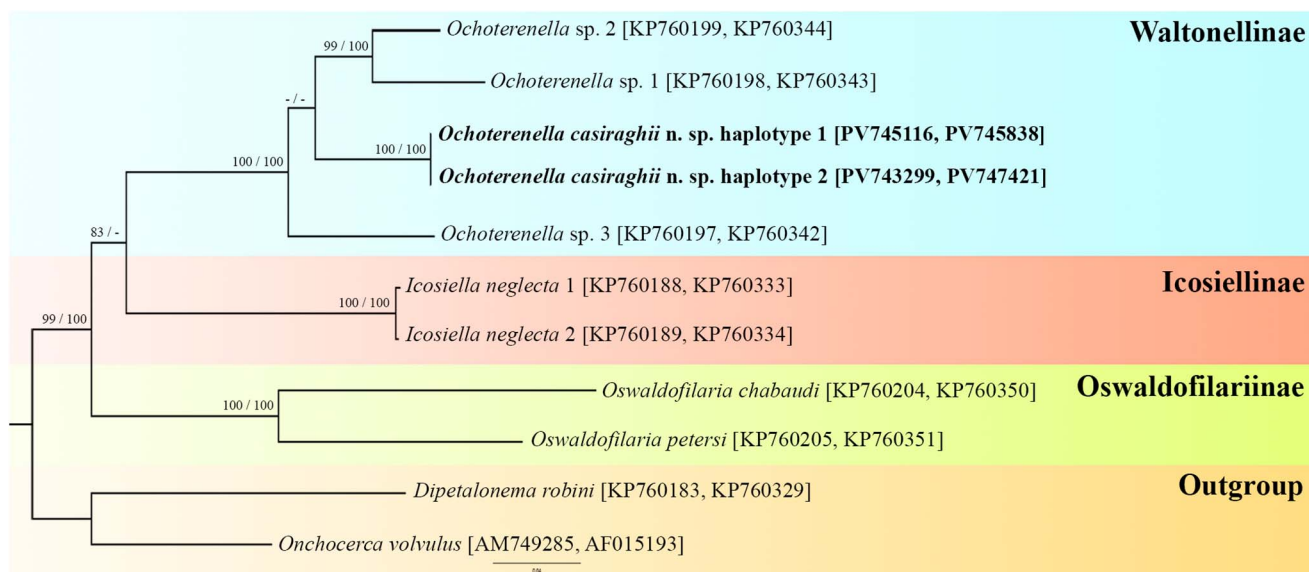 Waltonellinae
Ochoterenella sp. 2 [KP760199, KP760344]
99 / 100
Ochoterenella sp. 1 [KP760198, KP760343]
- / -
Ochoterenella casiraghii n. sp. haplotype 1 [PV745116, PV745838]
100 / 100
100 / 100
Ochoterenella casiraghii n. sp. haplotype 2 [PV743299, PV747421]
83 / -
Ochoterenella sp. 3 [KP760197, KP760342]
Icosiellinae
Icosiella neglecta 1 [KP760188, KP760333]
100 / 100
99 / 100
Icosiella neglecta 2 [KP760189, KP760334]
Oswaldofilariinae
Oswaldofilaria chabaudi [KP760204, KP760350]
100 / 100
Oswaldofilaria petersi [KP760205, KP760351]
Outgroup
Dipetalonema robini [KP760183, KP760329]
Onchocerca volvulus [AM749285, AF015193]